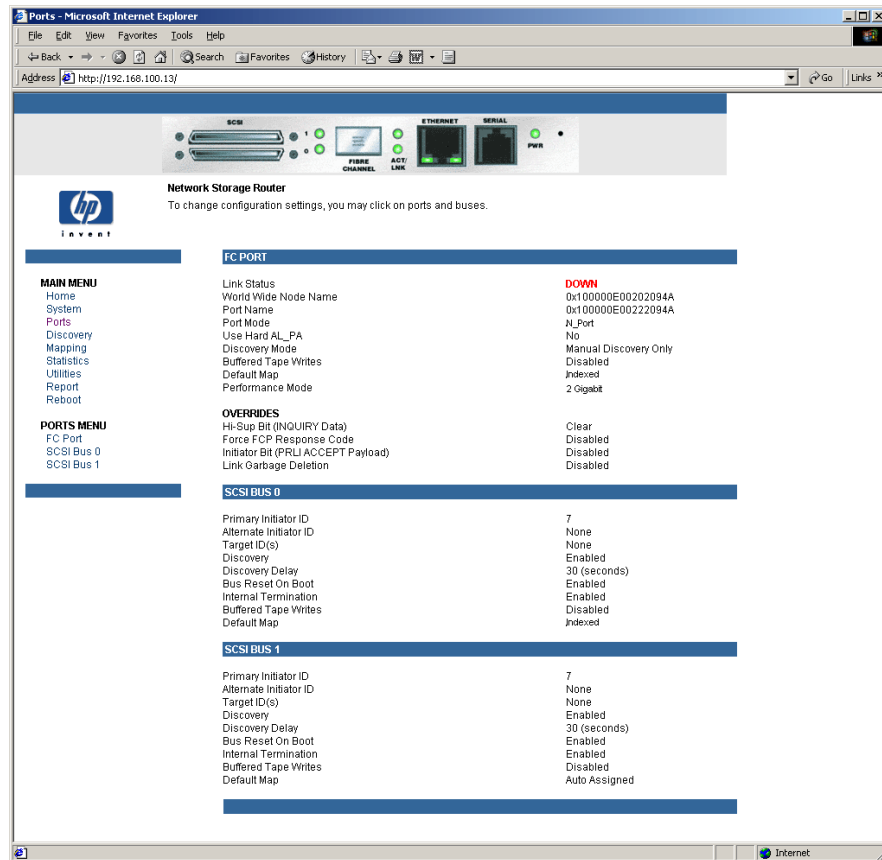 Ports - Microsoft Internet Explorer
File Edit View Favorites Tools Help
Back Search Favorites History
Address http://192.168.100.13/ Go Links »
SCSI 1 0 FIBRE CHANNEL ACT/LNK ETHERNET SERIAL PWR
hp
invent
Network Storage Router
To change configuration settings, you may click on ports and buses.
MAIN MENU
Home
System
Ports
Discovery
Mapping
Statistics
Utilities
Report
Reboot
PORTS MENU
FC Port
SCSI Bus 0
SCSI Bus 1
FC PORT
Link Status DOWN
World Wide Node Name 0x100000E00202094A
Port Name 0x100000E00222094A
Port Mode N_Port
Use Hard AL_PA No
Discovery Mode Manual Discovery Only
Buffered Tape Writes Disabled
Default Map Indexed
Performance Mode 2 Gigabit
OVERRIDES
Hi-Sup Bit (INQUIRY Data) Clear
Force FCP Response Code Disabled
Initiator Bit (PRLI ACCEPT Payload) Disabled
Link Garbage Deletion Disabled
SCSI BUS 0
Primary Initiator ID 7
Alternate Initiator ID None
Target ID(s) None
Discovery Enabled
Discovery Delay 30 (seconds)
Bus Reset On Boot Enabled
Internal Termination Enabled
Buffered Tape Writes Disabled
Default Map Indexed
SCSI BUS 1
Primary Initiator ID 7
Alternate Initiator ID None
Target ID(s) None
Discovery Enabled
Discovery Delay 30 (seconds)
Bus Reset On Boot Enabled
Internal Termination Enabled
Buffered Tape Writes Disabled
Default Map Auto Assigned
Internet